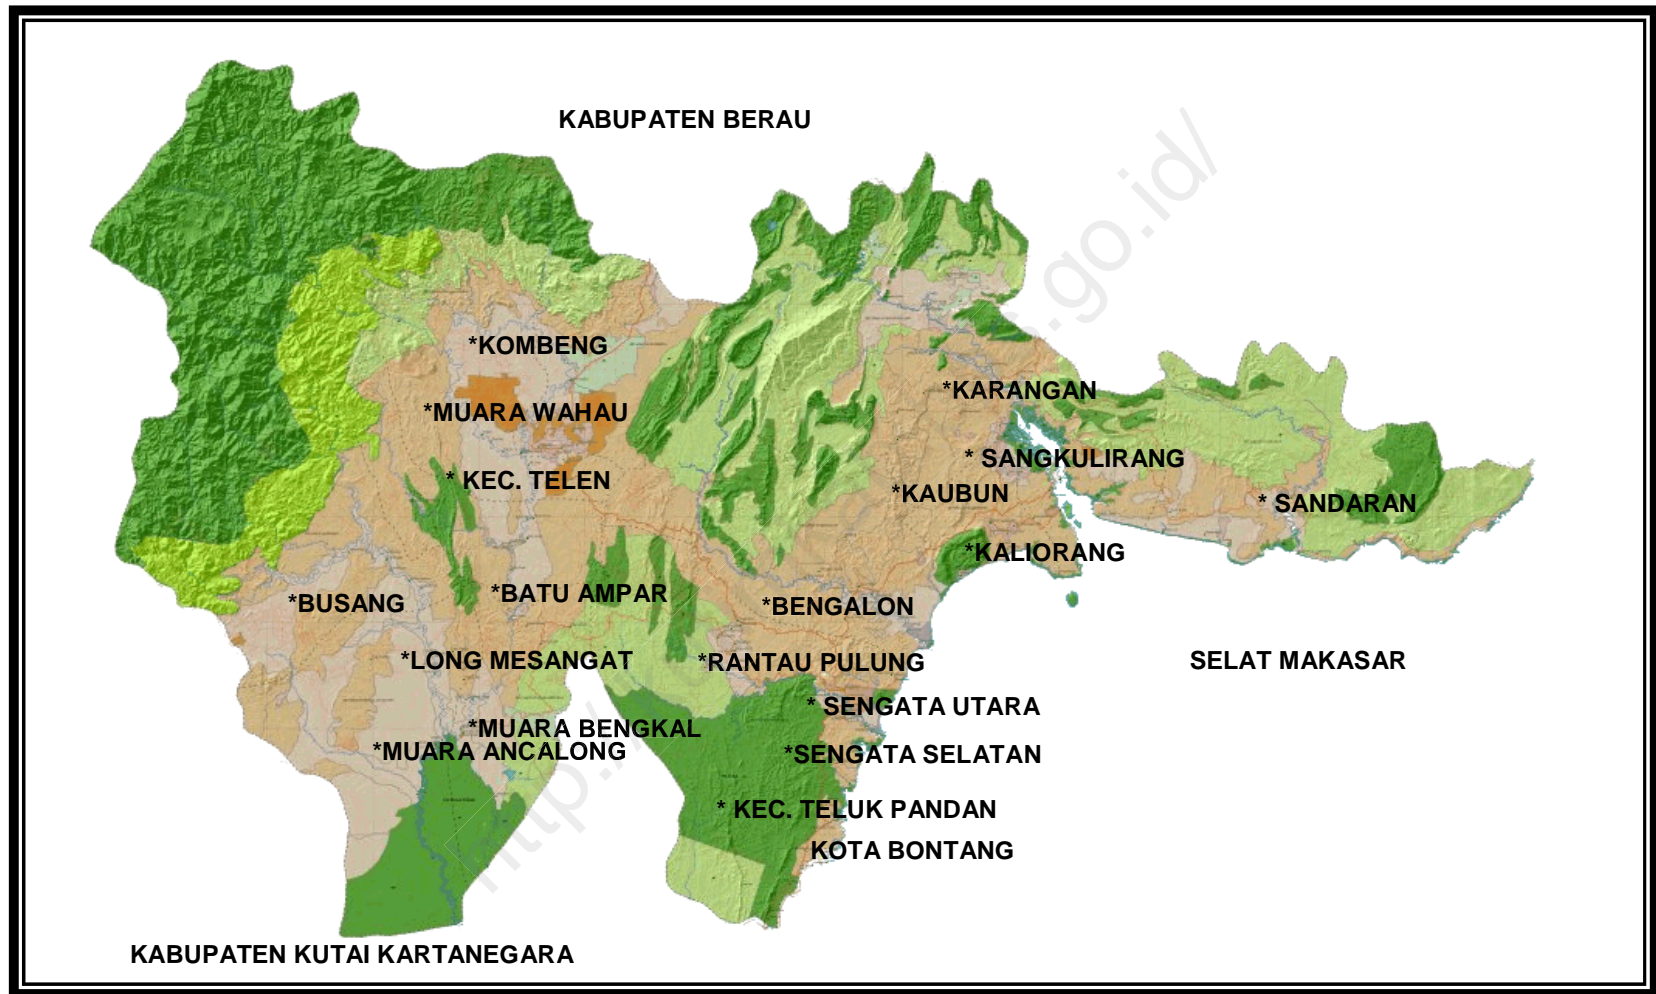 KABUPATEN BERAU
*KOMBENG
*KARANGAN
*MUARA WAHAU
* SANGKULIRANG
* KEC. TELEN
*KAUBUN
* SANDARAN
*KALIORANG
*BATU AMPAR
*BUSANG
*BENGALON
*LONG MESANGAT
*RANTAU PULUNG
SELAT MAKASAR
* SENGATA UTARA
*MUARA BENGKAL
*MUARA ANCALONG
*SENGATA SELATAN
* KEC. TELUK PANDAN
KOTA BONTANG
KABUPATEN KUTAI KARTANEGARA